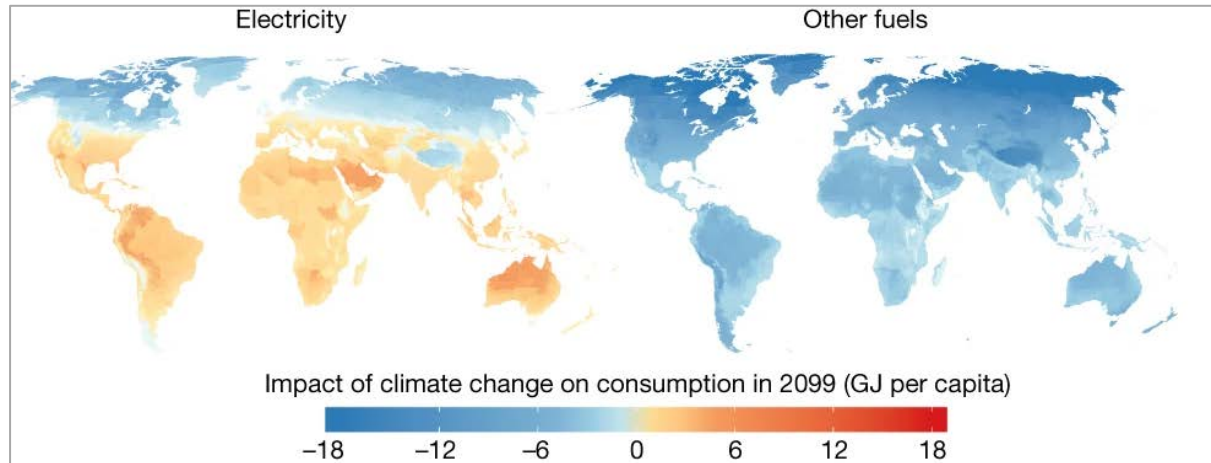 Electricity
Other fuels
Impact of climate change on consumption in 2099 (GJ per capita)
−18 −12 −6 0 6 12 18